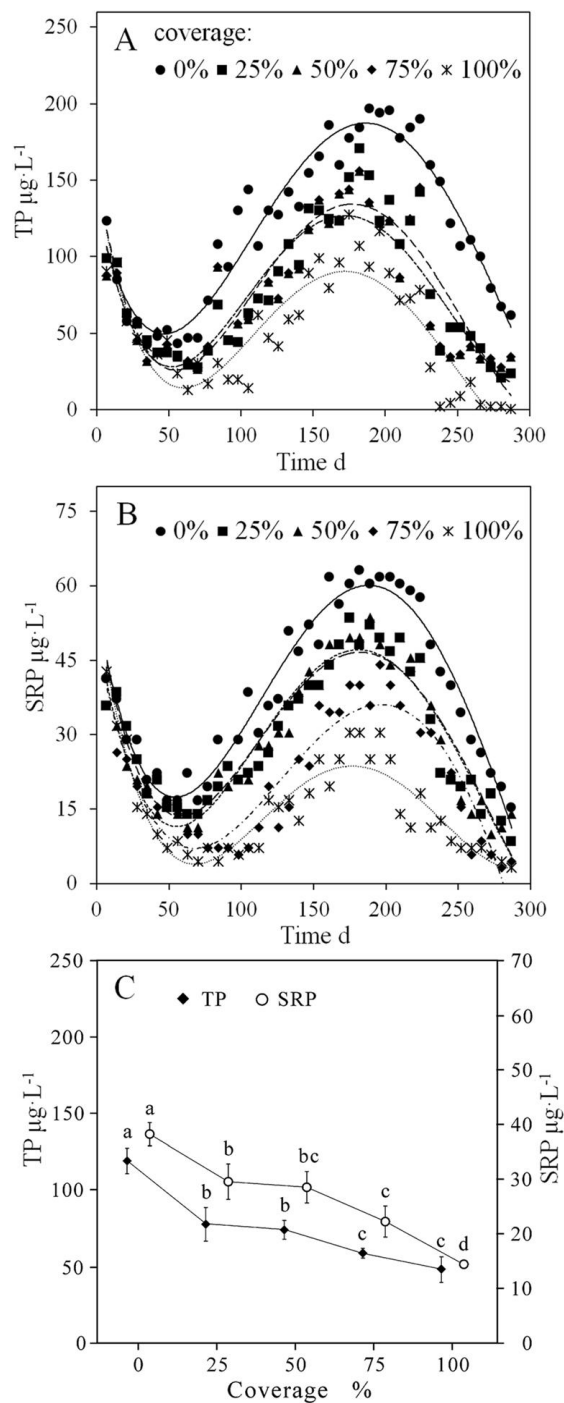 A coverage:
0% 25% 50% 75% 100%
TP µg·L-1
250
200
150
100
50
0
0 50 100 150 200 250 300
Time d
B
0% 25% 50% 75% 100%
SRP µg·L-1
75
60
45
30
15
0
0 50 100 150 200 250 300
Time d
C
TP SRP
TP µg·L-1
250
200
150
100
50
0
SRP µg·L-1
70
60
50
40
30
20
10
0
a a
b b
b bc
c c
c d
0 25 50 75 100
Coverage %